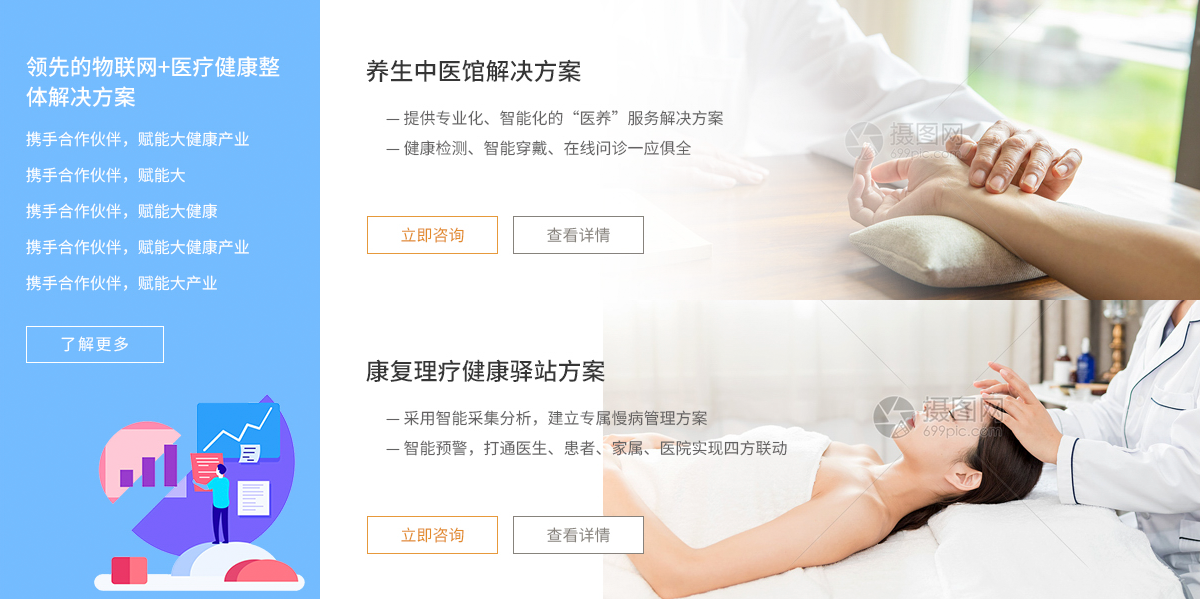 领先的物联网+医疗健康整
体解决方案
携手合作伙伴，赋能大健康产业
携手合作伙伴，赋能大
携手合作伙伴，赋能大健康
携手合作伙伴，赋能大健康产业
携手合作伙伴，赋能大产业
了解更多
养生中医馆解决方案
— 提供专业化、智能化的“医养”服务解决方案
— 健康检测、智能穿戴、在线问诊一应俱全
立即咨询
查看详情
摄图网
699pic.com
康复理疗健康驿站方案
— 采用智能采集分析，建立专属慢病管理方案
— 智能预警，打通医生、患者、家属、医院实现四方联动
立即咨询
查看详情
摄图网
699pic.com